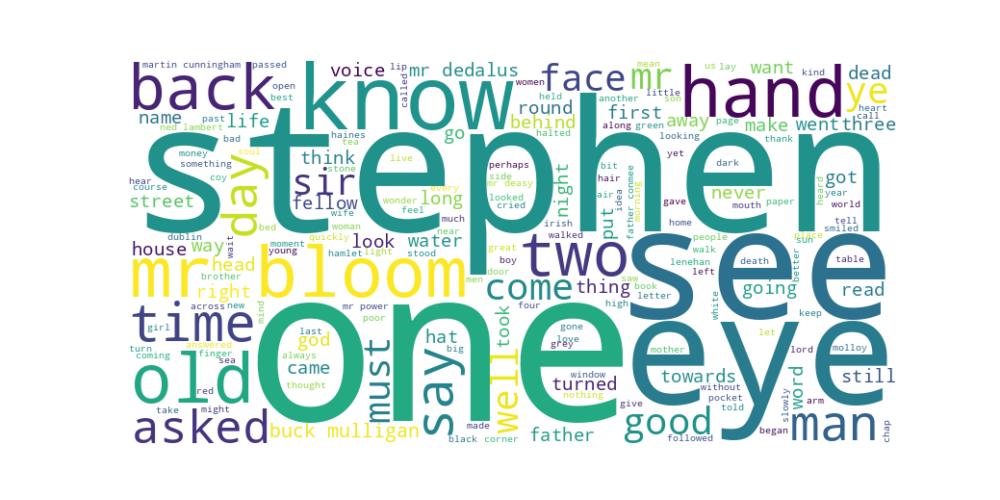 martin cunningham passed
voice
lip
mr dedalus
women
face
mr
mean
us lay
want
kind
dead
back
open
best
know
called
held
another
little
son
hand
heart
ye
call
name
past
life
ned lambert
bad
tea
haines
go
round
behind
halted
first
along green
away
page
make
went
three
looking
thank
stephen
money
something
day
soul
think
stone
live
perhaps
side
mr deasy
looked
cried
night
bit
hair
air
idea
put
father conmee
morning
yet
dark
gave
never
mouth
paper
heard
got
year
world
hear
course
coy
sir
fellow
wonder
feel
every
long
street
bed
wife
woman
much
near
irish
walked
home
tell
smiled
dublin
wait
moment
young
quickly
hamlet
light
look
stood
water
great
boy
door
men
two
see
people
walk
lenehan
left
death
place
sun
better
table
house
way
head
brother
right
mr bloom
come
thing
saw
book
letter
high
white
going
read
keep
time
across
new
mind
mr power
poor
four
girl
one
eye
last
god
always
came
thought
must
hat
big
say
well
took
gone
love
grey
window
turned
nothing
mother
let
lord
molloy
turn
coming
answered
finger
sea
old
red
take
might
towards
without
pocket
told
word
slowly
arm
still
asked
buck mulligan
made
black corner
father
give
good
followed
began
man
chap